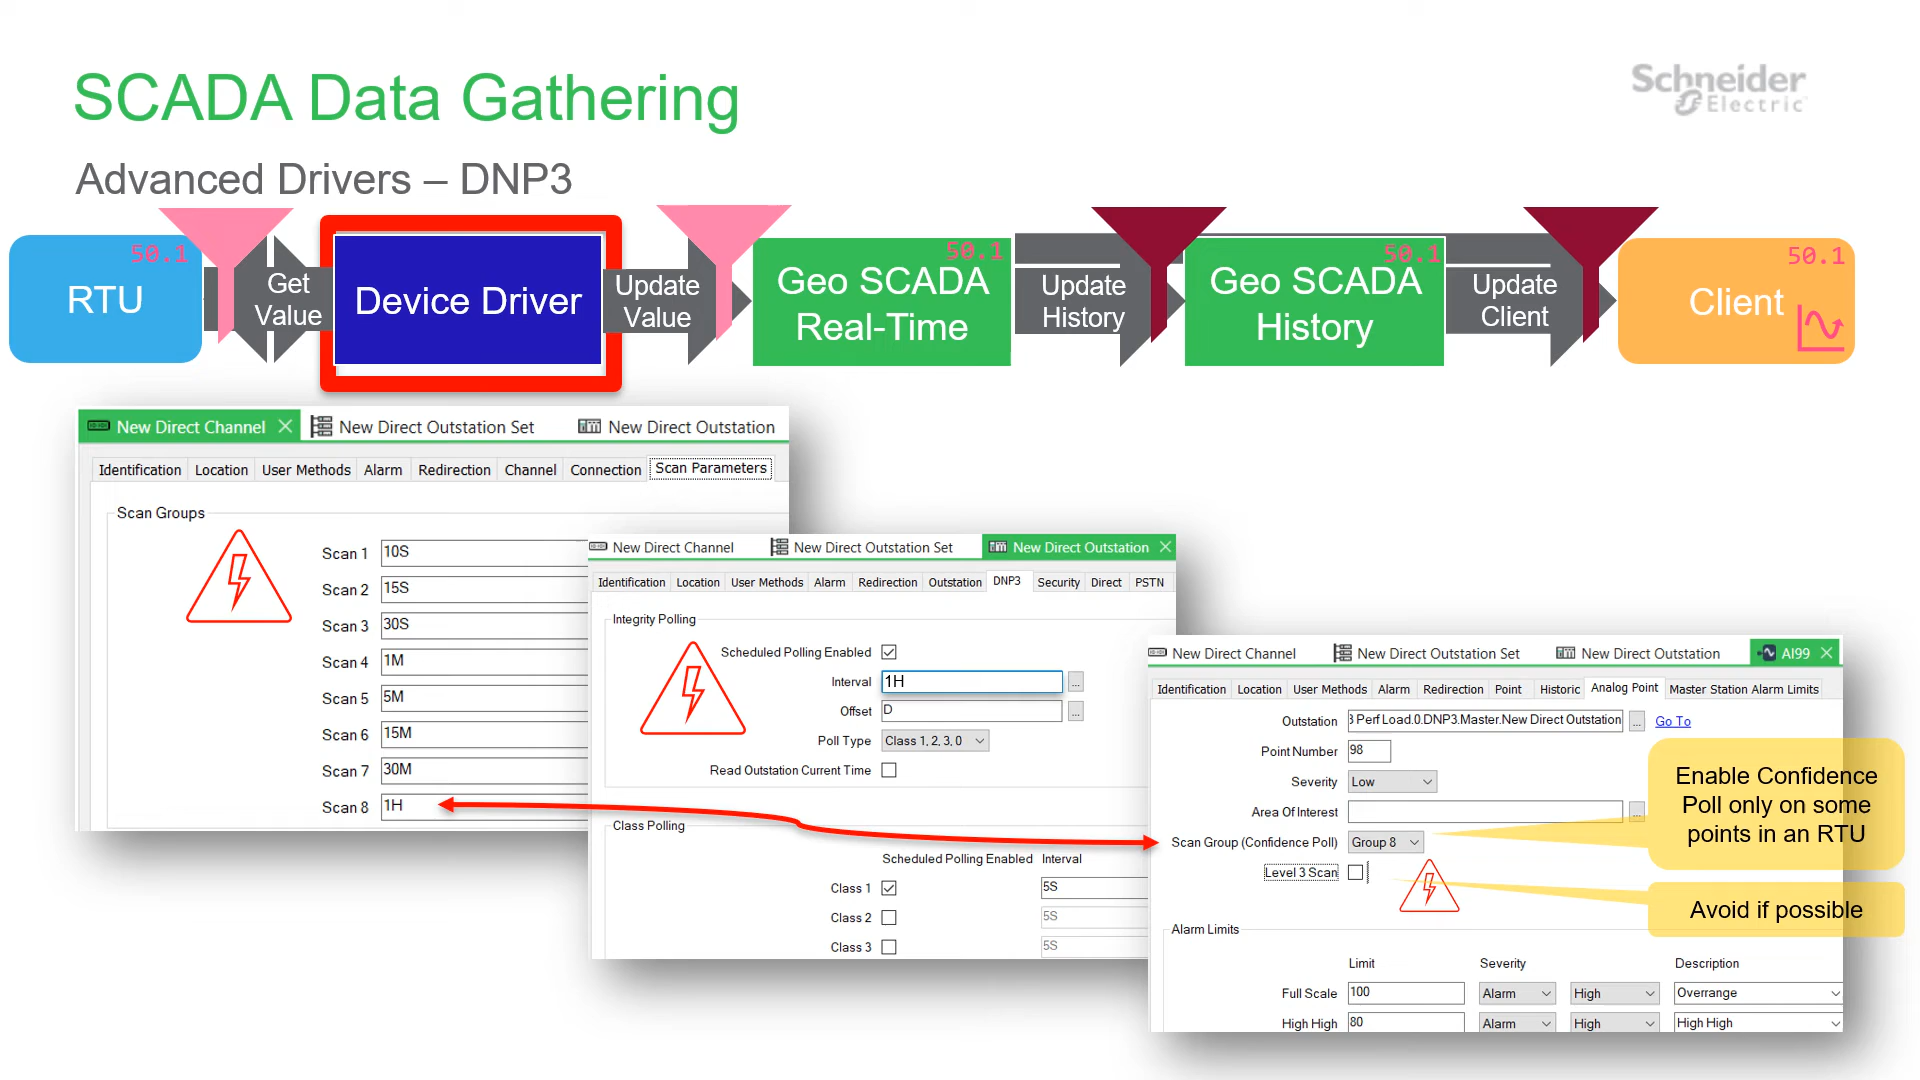 SCADA Data Gathering
Schneider
Electric
Advanced Drivers – DNP3
RTU
50.1
Get
Value
Device Driver
Update
Value
50.1
Geo SCADA
Real-Time
Update
History
50.1
Geo SCADA
History
Update
Client
50.1
Client
New Direct Channel
New Direct Outstation Set
New Direct Outstation
Identification Location User Methods Alarm Redirection Channel Connection Scan Parameters
Scan Groups
Scan 1 10S
Scan 2 15S
Scan 3 30S
Scan 4 1M
Scan 5 5M
Scan 6 15M
Scan 7 30M
Scan 8 1H
New Direct Channel
New Direct Outstation Set
New Direct Outstation
Identification Location User Methods Alarm Redirection Outstation DNP3 Security Direct PSTN
Integrity Polling
Scheduled Polling Enabled
Interval 1H ...
Offset D ...
Poll Type Class 1, 2, 3, 0
Read Outstation Current Time
Class Polling
Scheduled Polling Enabled Interval
Class 1 5S
Class 2 5S
Class 3 5S
New Direct Channel
New Direct Outstation Set
New Direct Outstation
AI99
Identification Location User Methods Alarm Redirection Point Historic Analog Point Master Station Alarm Limits
Outstation 3 Perf Load.0.DNP3.Master.New Direct Outstation ... Go To
Point Number 98
Severity Low
Area Of Interest ...
Scan Group (Confidence Poll) Group 8
Level 3 Scan
Enable Confidence
Poll only on some
points in an RTU
Avoid if possible
Alarm Limits
Limit Severity Description
Full Scale 100 Alarm High Overrange
High High 80 Alarm High High High